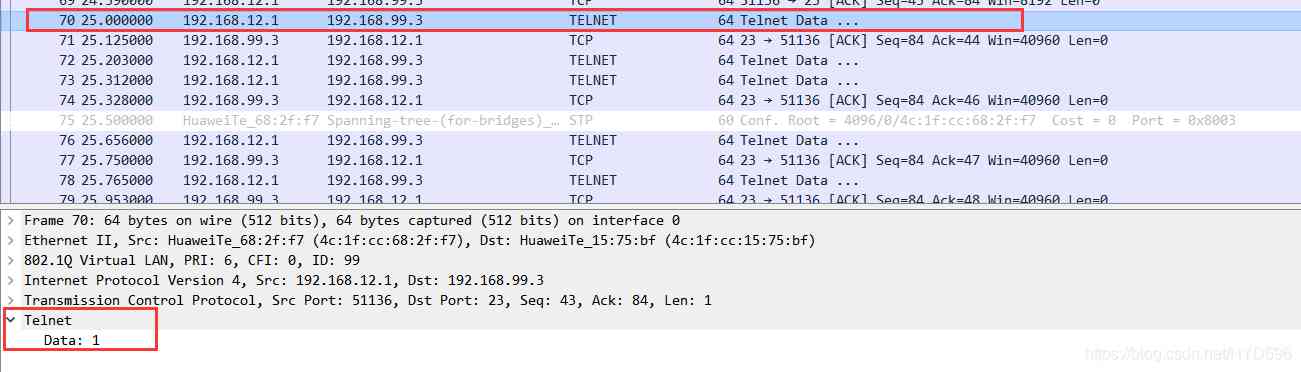 69 24.590000 192.168.12.1 192.168.99.3 TCP 64 51136 → 23 [ACK] Seq=43 Ack=84 Win=8192 Len=0
70 25.000000 192.168.12.1 192.168.99.3 TELNET 64 Telnet Data ...
71 25.125000 192.168.99.3 192.168.12.1 TCP 64 23 → 51136 [ACK] Seq=84 Ack=44 Win=40960 Len=0
72 25.203000 192.168.12.1 192.168.99.3 TELNET 64 Telnet Data ...
73 25.312000 192.168.12.1 192.168.99.3 TELNET 64 Telnet Data ...
74 25.328000 192.168.99.3 192.168.12.1 TCP 64 23 → 51136 [ACK] Seq=84 Ack=46 Win=40960 Len=0
75 25.500000 HuaweiTe_68:2f:f7 Spanning-tree-(for-bridges)_… STP 60 Conf. Root = 4096/0/4c:1f:cc:68:2f:f7 Cost = 0 Port = 0x8003
76 25.656000 192.168.12.1 192.168.99.3 TELNET 64 Telnet Data ...
77 25.750000 192.168.99.3 192.168.12.1 TCP 64 23 → 51136 [ACK] Seq=84 Ack=47 Win=40960 Len=0
78 25.765000 192.168.12.1 192.168.99.3 TELNET 64 Telnet Data ...
79 25.953000 192.168.99.3 192.168.12.1 TCP 64 23 → 51136 [ACK] Seq=84 Ack=48 Win=40960 Len=0
Frame 70: 64 bytes on wire (512 bits), 64 bytes captured (512 bits) on interface 0
Ethernet II, Src: HuaweiTe_68:2f:f7 (4c:1f:cc:68:2f:f7), Dst: HuaweiTe_15:75:bf (4c:1f:cc:15:75:bf)
802.1Q Virtual LAN, PRI: 6, CFI: 0, ID: 99
Internet Protocol Version 4, Src: 192.168.12.1, Dst: 192.168.99.3
Transmission Control Protocol, Src Port: 51136, Dst Port: 23, Seq: 43, Ack: 84, Len: 1
Telnet
Data: 1
https://blog.csdn.net/HYD696